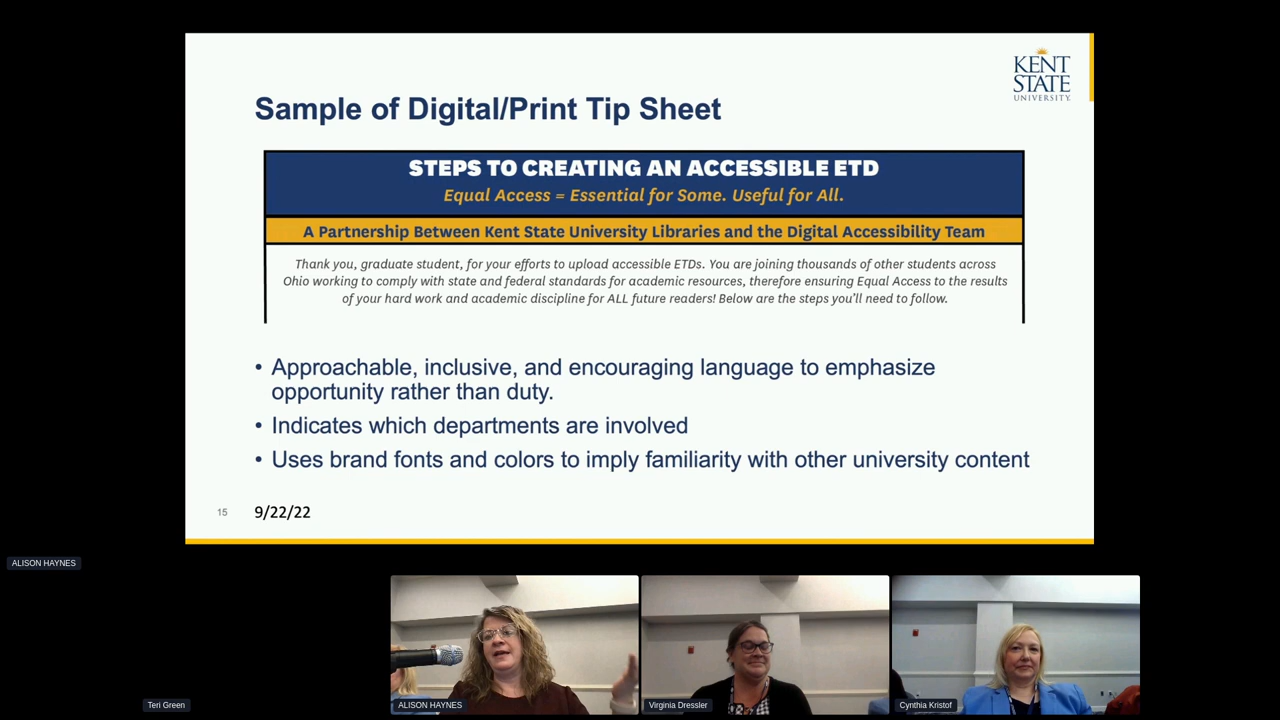 KENT
STATE
UNIVERSITY
Sample of Digital/Print Tip Sheet
STEPS TO CREATING AN ACCESSIBLE ETD
Equal Access = Essential for Some. Useful for All.
A Partnership Between Kent State University Libraries and the Digital Accessibility Team
Thank you, graduate student, for your efforts to upload accessible ETDs. You are joining thousands of other students across
Ohio working to comply with state and federal standards for academic resources, therefore ensuring Equal Access to the results
of your hard work and academic discipline for ALL future readers! Below are the steps you'll need to follow.
• Approachable, inclusive, and encouraging language to emphasize
opportunity rather than duty.
• Indicates which departments are involved
• Uses brand fonts and colors to imply familiarity with other university content
15 9/22/22
ALISON HAYNES
Teri Green
ALISON HAYNES
Virginia Dressler
Cynthia Kristof